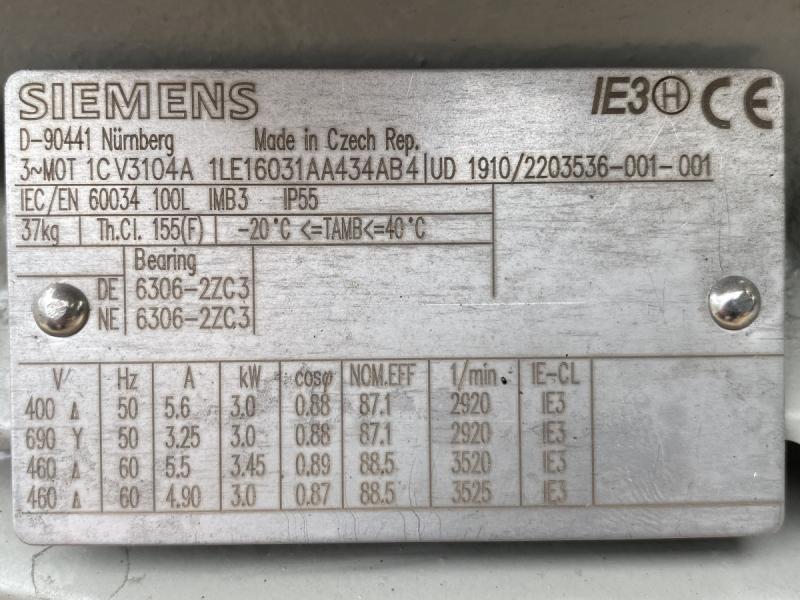 SIEMENS IE3 H CE
D-90441 Nürnberg Made in Czech Rep.
3~MOT 1CV3104A 1LE16031AA434AB4 UD 1910/2203536-001-001
IEC/EN 60034 100L IMB3 IP55
37kg Th.Cl. 155(F) -20°C <=TAMB<=40°C
Bearing
DE 6306-2ZC3
NE 6306-2ZC3
V Hz A kW cosφ NOM.EFF 1/min IE-CL
400 Δ 50 5.6 3.0 0.88 87.1 2920 IE3
690 Y 50 3.25 3.0 0.88 87.1 2920 IE3
460 Δ 60 5.5 3.45 0.89 88.5 3520 IE3
460 Δ 60 4.90 3.0 0.87 88.5 3525 IE3